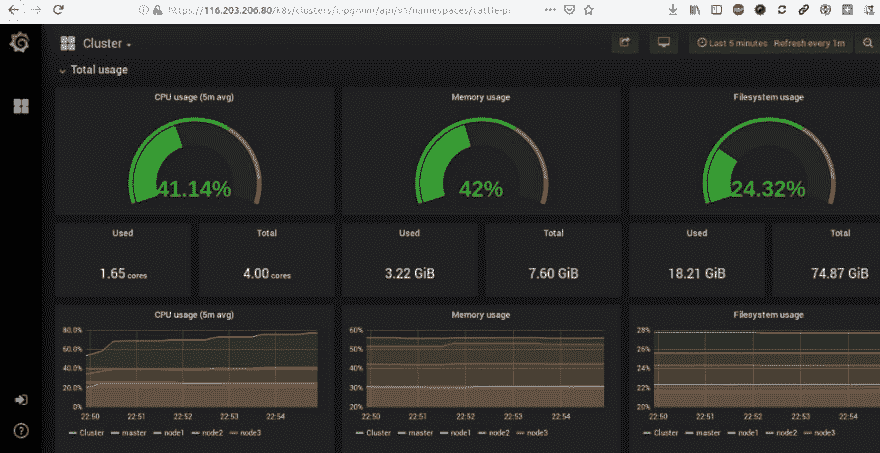 https://116.203.206.80/k8s/clusters/
Cluster
Last 5 minutes Refresh every 1m
Total usage
CPU usage (5m avg) Memory usage Filesystem usage
41.14% 42% 24.32%
Used Total Used Total Used Total
1.65 cores 4.00 cores 3.22 GiB 7.60 GiB 18.21 GiB 74.87 GiB
CPU usage (5m avg) Memory usage Filesystem usage
80.0% 60% 28%
60.0% 50% 26%
40.0% 40% 24%
20.0% 30% 22%
0% 20% 20%
22:50 22:51 22:52 22:53 22:54 22:50 22:51 22:52 22:53 22:54 22:50 22:51 22:52 22:53 22:54
Cluster master node1 node2 node3 Cluster master node1 node2 node3 Cluster master node1 node2 node3